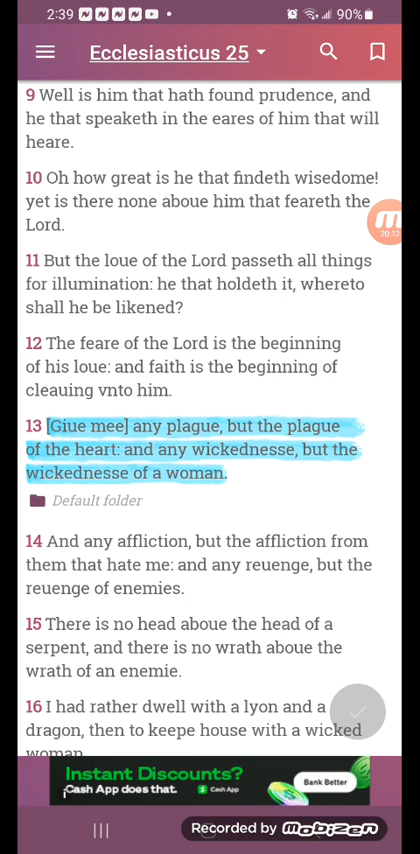 2:39 90%
Ecclesiasticus 25
9 Well is him that hath found prudence, and
he that speaketh in the eares of him that will
heare.
10 Oh how great is he that findeth wisedome!
yet is there none aboue him that feareth the
Lord.
20:12
11 But the loue of the Lord passeth all things
for illumination: he that holdeth it, whereto
shall he be likened?
12 The feare of the Lord is the beginning
of his loue: and faith is the beginning of
cleauing vnto him.
13 [Giue mee] any plague, but the plague
of the heart: and any wickednesse, but the
wickednesse of a woman.
Default folder
14 And any affliction, but the affliction from
them that hate me: and any reuenge, but the
reuenge of enemies.
15 There is no head aboue the head of a
serpent, and there is no wrath aboue the
wrath of an enemie.
16 I had rather dwell with a lyon and a
dragon, then to keepe house with a wicked
woman
Instant Discounts?
Cash App does that. Cash App
Bank Better
Recorded by mobizen